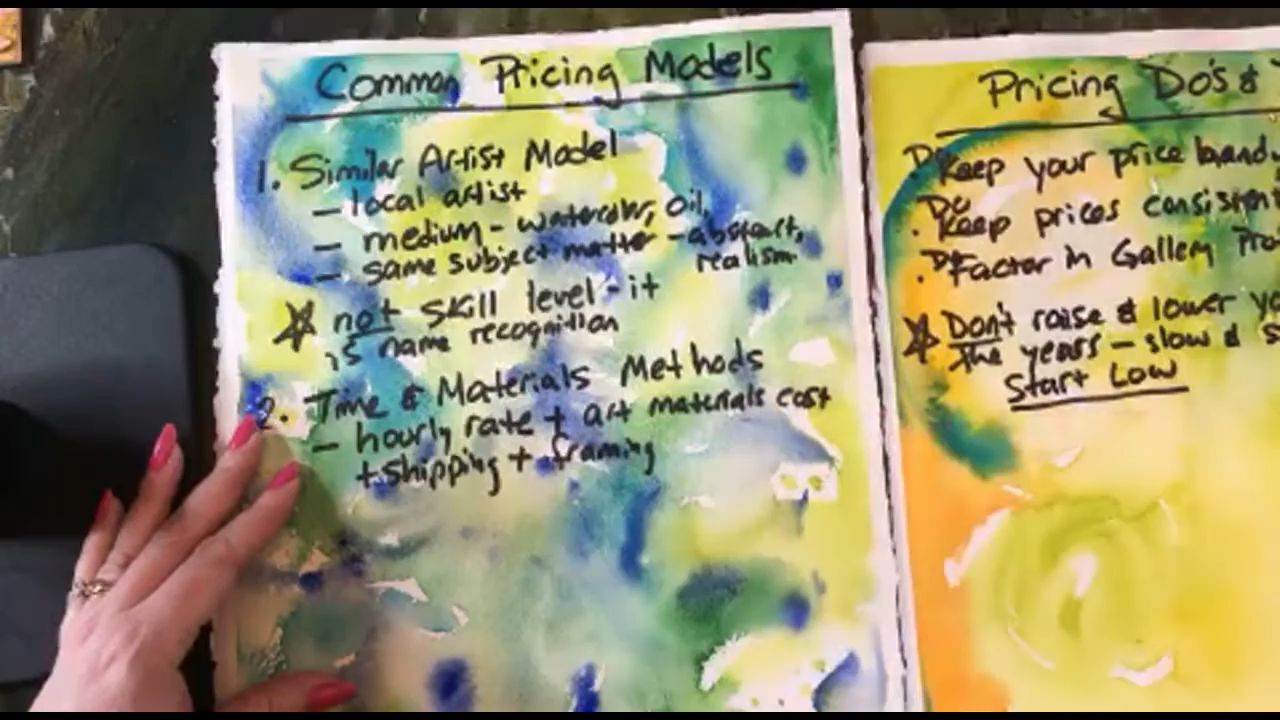 Common Pricing Models
1. Similar Artist Model
- local artist
- medium - watercolor, oil,
- same subject matter - abstract,
realism
☆ not skill level - it
is name recognition
2. Time & Materials Methods
- hourly rate + art materials cost
+ shipping + framing
Pricing Do's &
Do Keep your price
Do Keep prices consistent
Do Factor in Gallery
☆ Don't raise & lower
the years - slow &
Start Low